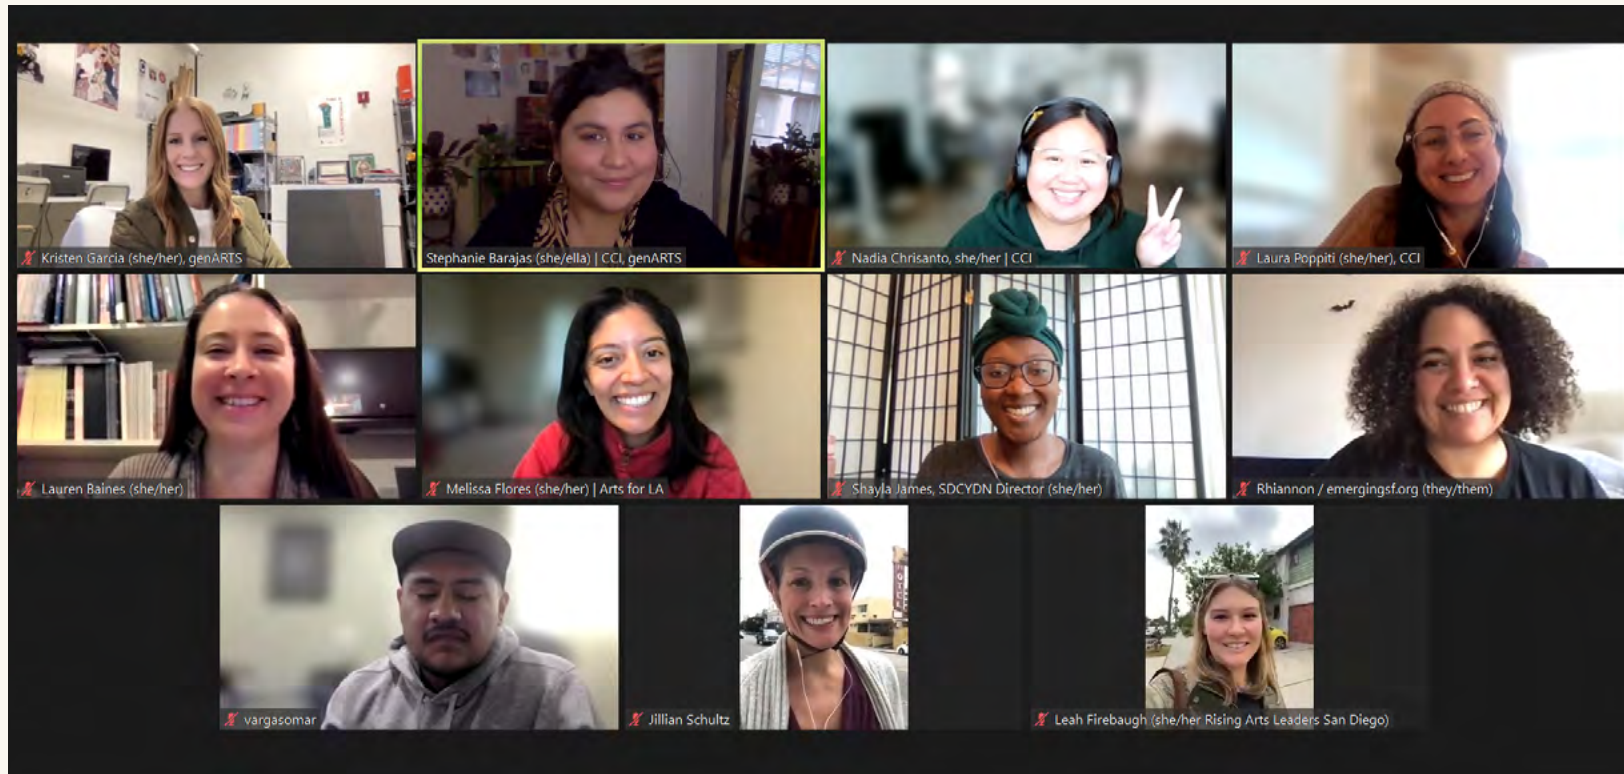 Kristen Garcia (she/her), genARTS
Stephanie Barajas (she/ella) | CCI, genARTS
Nadia Chrisanto, she/her | CCI
Laura Poppiti (she/her), CCI
Lauren Baines (she/her)
Melissa Flores (she/her) | Arts for LA
Shayla James, SDCYDN Director (she/her)
Rhiannon / emergingsf.org (they/them)
vargasomar
Jillian Schultz
Leah Firebaugh (she/her Rising Arts Leaders San Diego)